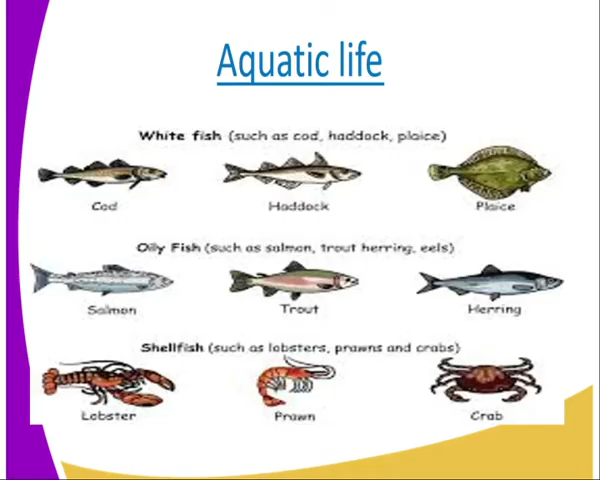 Aquatic life
White fish (such as cod, haddock, plaice)
Cod Haddock Plaice
Oily Fish (such as salmon, trout herring, eels)
Salmon Trout Herring
Shellfish (such as lobsters, prawns and crabs)
Lobster Prawn Crab